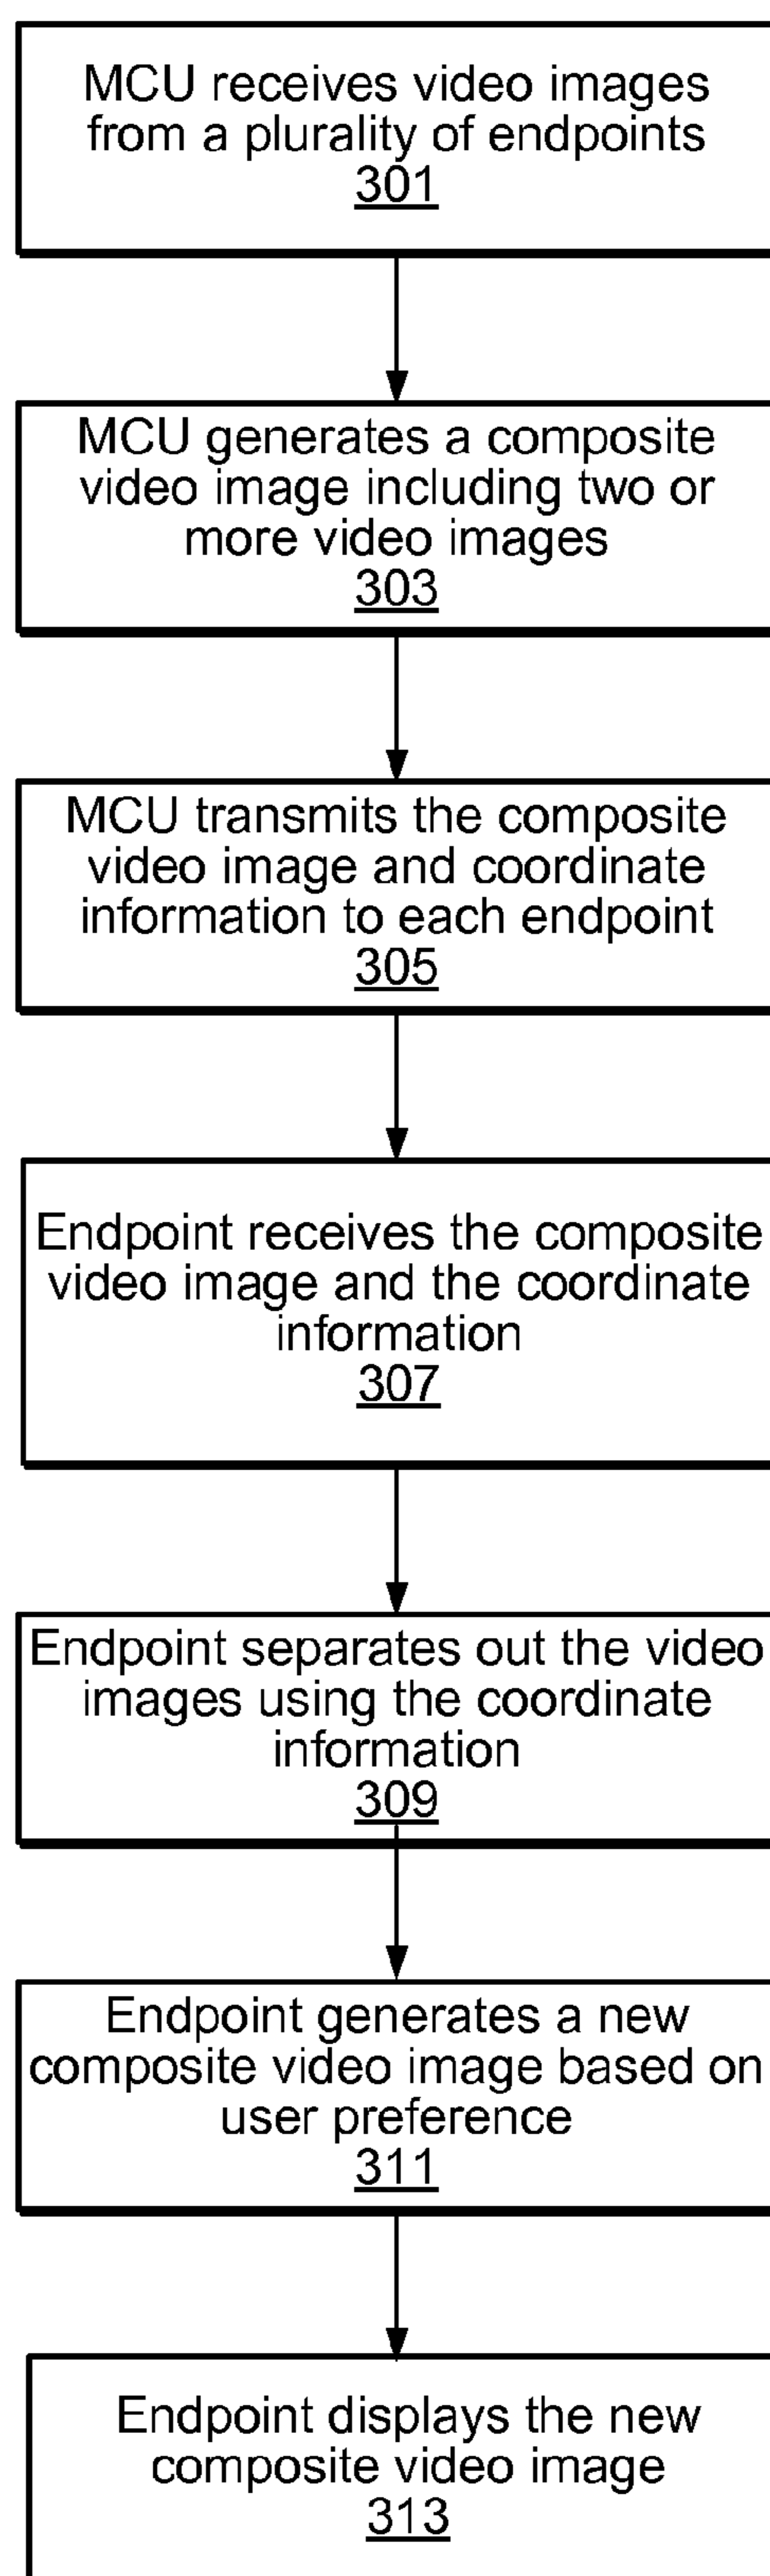 MCU receives video images
from a plurality of endpoints
301
MCU generates a composite
video image including two or
more video images
303
MCU transmits the composite
video image and coordinate
information to each endpoint
305
Endpoint receives the composite
video image and the coordinate
information
307
Endpoint separates out the video
images using the coordinate
information
309
Endpoint generates a new
composite video image based on
user preference
311
Endpoint displays the new
composite video image
313